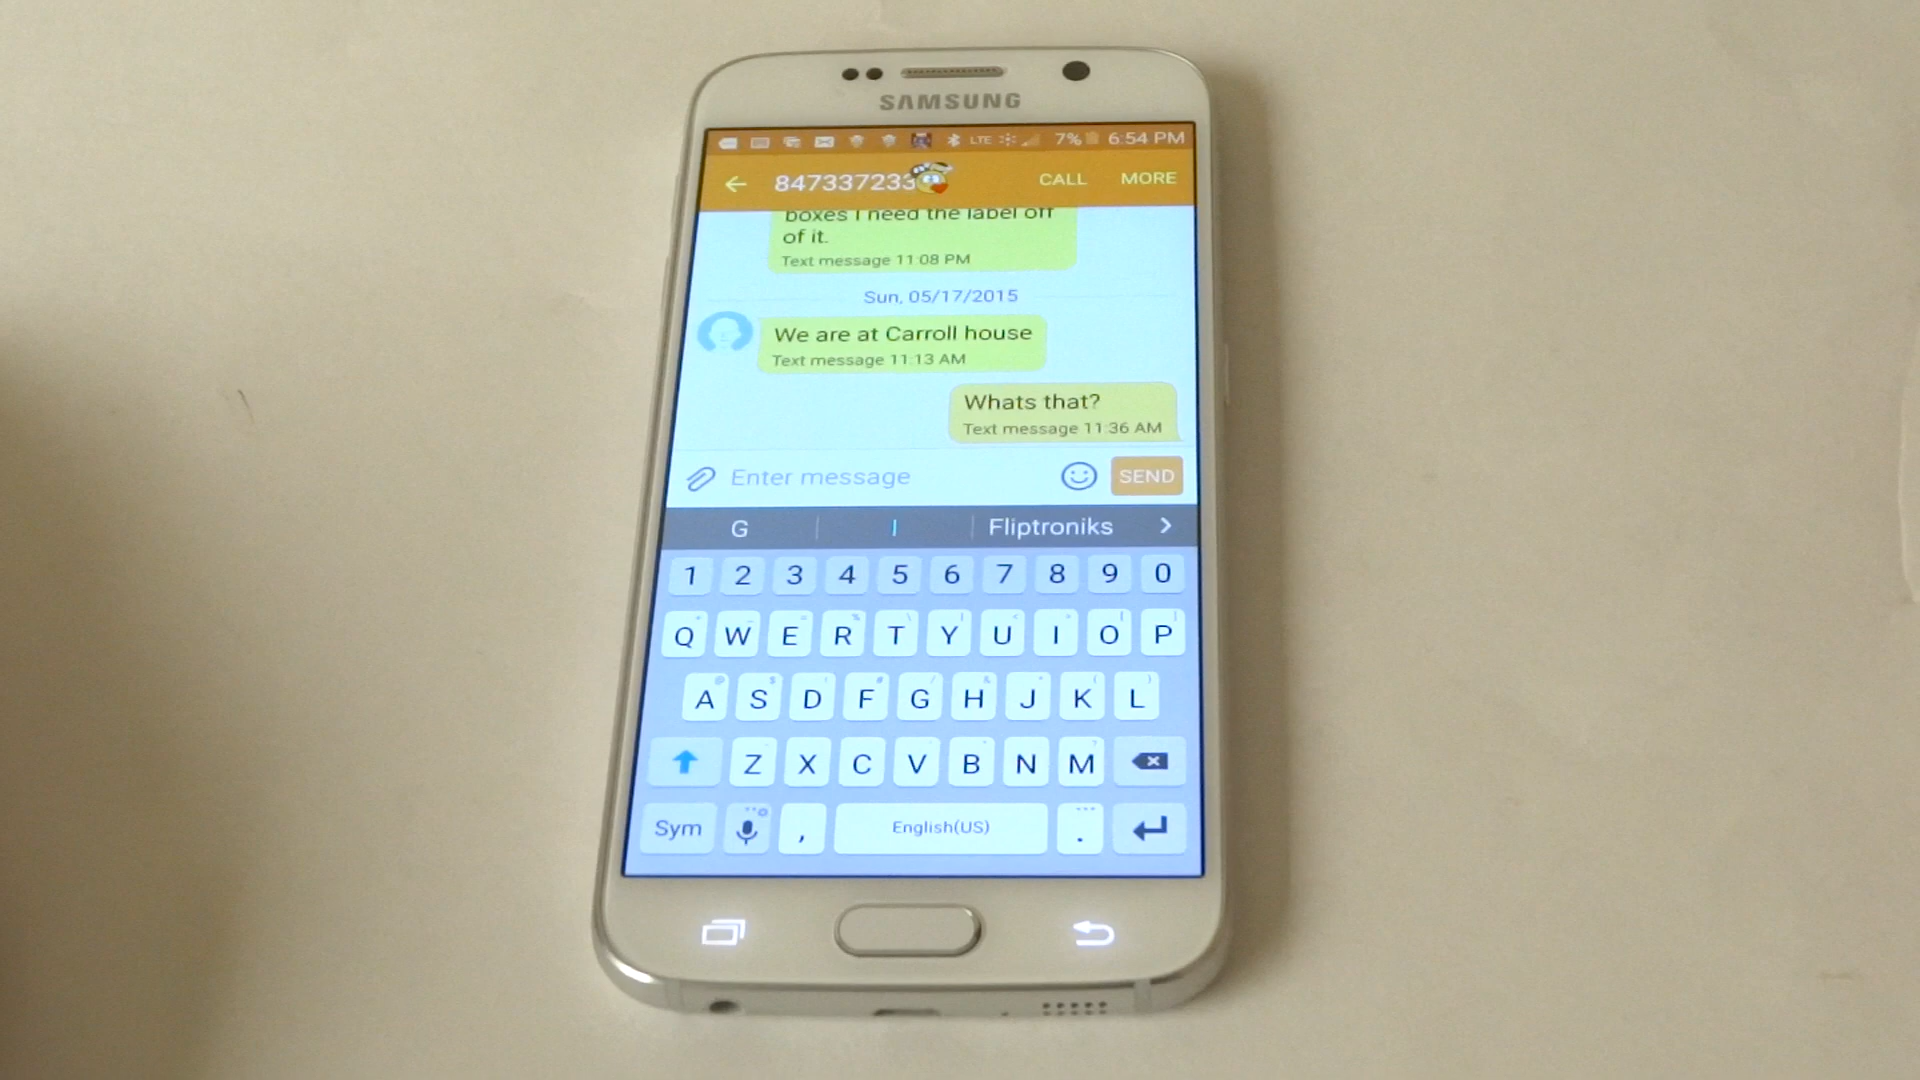 SAMSUNG
LTE 7% 6:54 PM
847337233 CALL MORE
boxes I need the label off
of it.
Text message 11:08 PM
Sun, 05/17/2015
We are at Carroll house
Text message 11:13 AM
Whats that?
Text message 11:36 AM
Enter message SEND
G I Fliptroniks
1 2 3 4 5 6 7 8 9 0
Q W E R T Y U I O P
A S D F G H J K L
Z X C V B N M
Sym , English(US) .